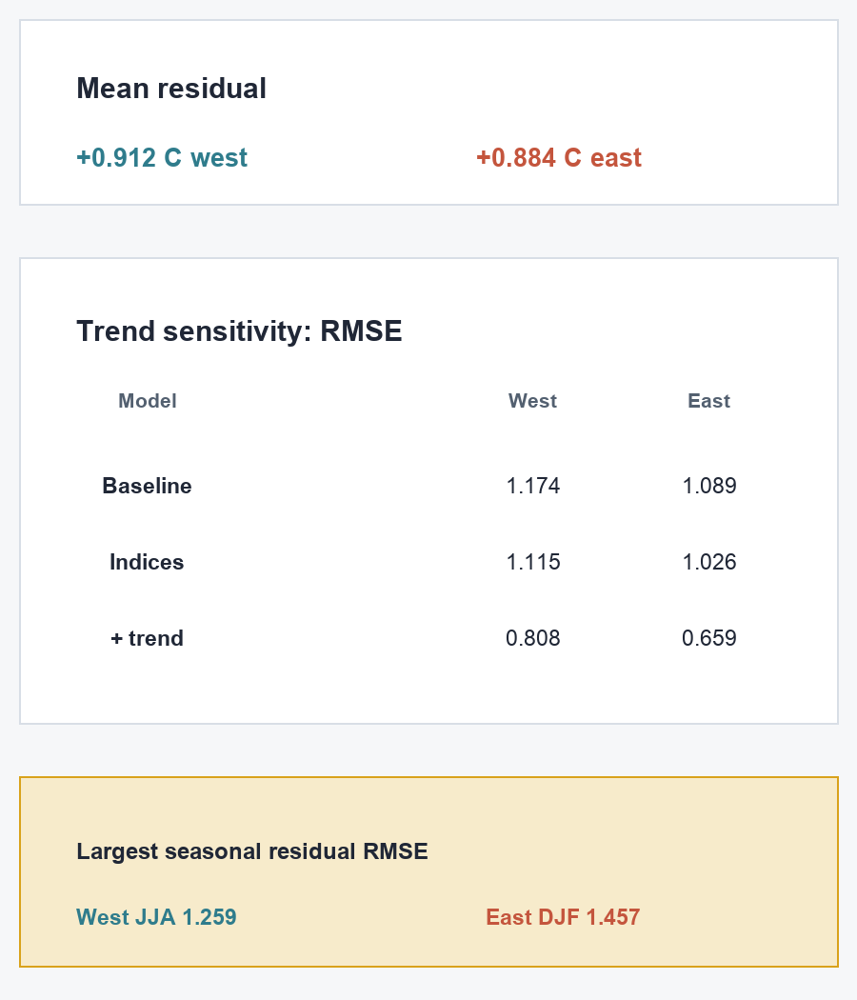 Mean residual
+0.912 C west +0.884 C east
Trend sensitivity: RMSE
Model West East
Baseline 1.174 1.089
Indices 1.115 1.026
+ trend 0.808 0.659
Largest seasonal residual RMSE
West JJA 1.259 East DJF 1.457